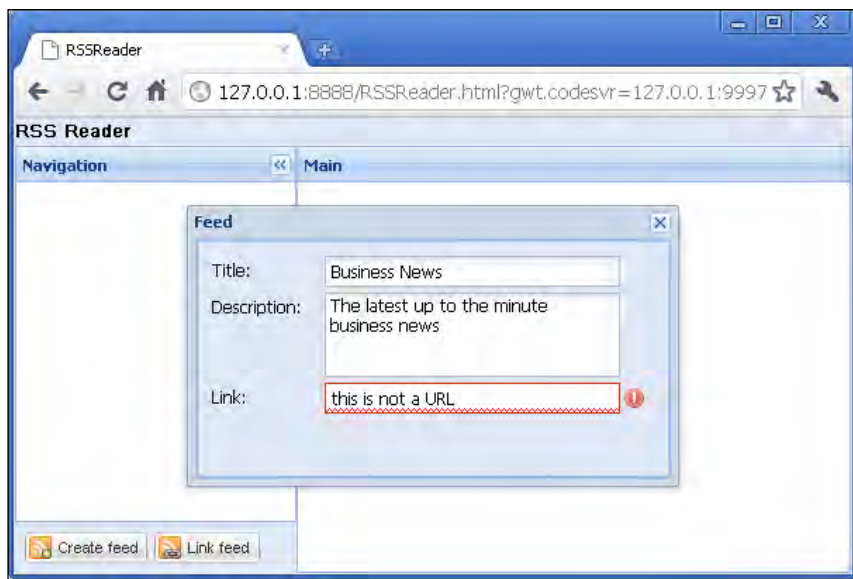 RSSReader
127.0.0.1:8888/RSSReader.html?gwt.codesvr=127.0.0.1:9997
RSS Reader
Navigation
Main
Feed
Title:
Business News
Description:
The latest up to the minute
business news
Link:
this is not a URL
Create feed
Link feed